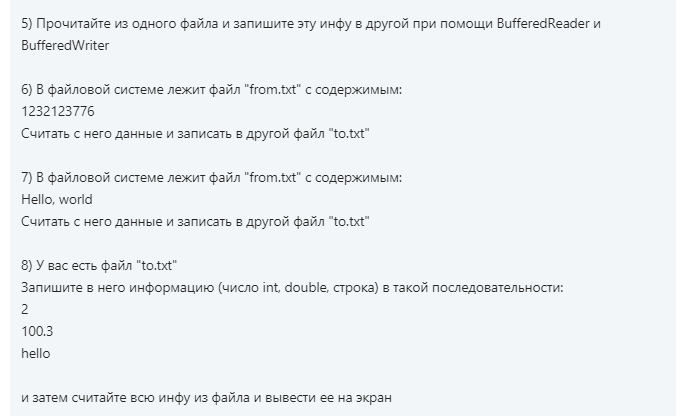 5) Прочитайте из одного файла и запишите эту инфу в другой при помощи BufferedReader и
BufferedWriter
6) В файловой системе лежит файл "from.txt" с содержимым:
1232123776
Считать с него данные и записать в другой файл "to.txt"
7) В файловой системе лежит файл "from.txt" с содержимым:
Hello, world
Считать с него данные и записать в другой файл "to.txt"
8) У вас есть файл "to.txt"
Запишите в него информацию (число int, double, строка) в такой последовательности:
2
100.3
hello
и затем считайте всю инфу из файла и вывести ее на экран